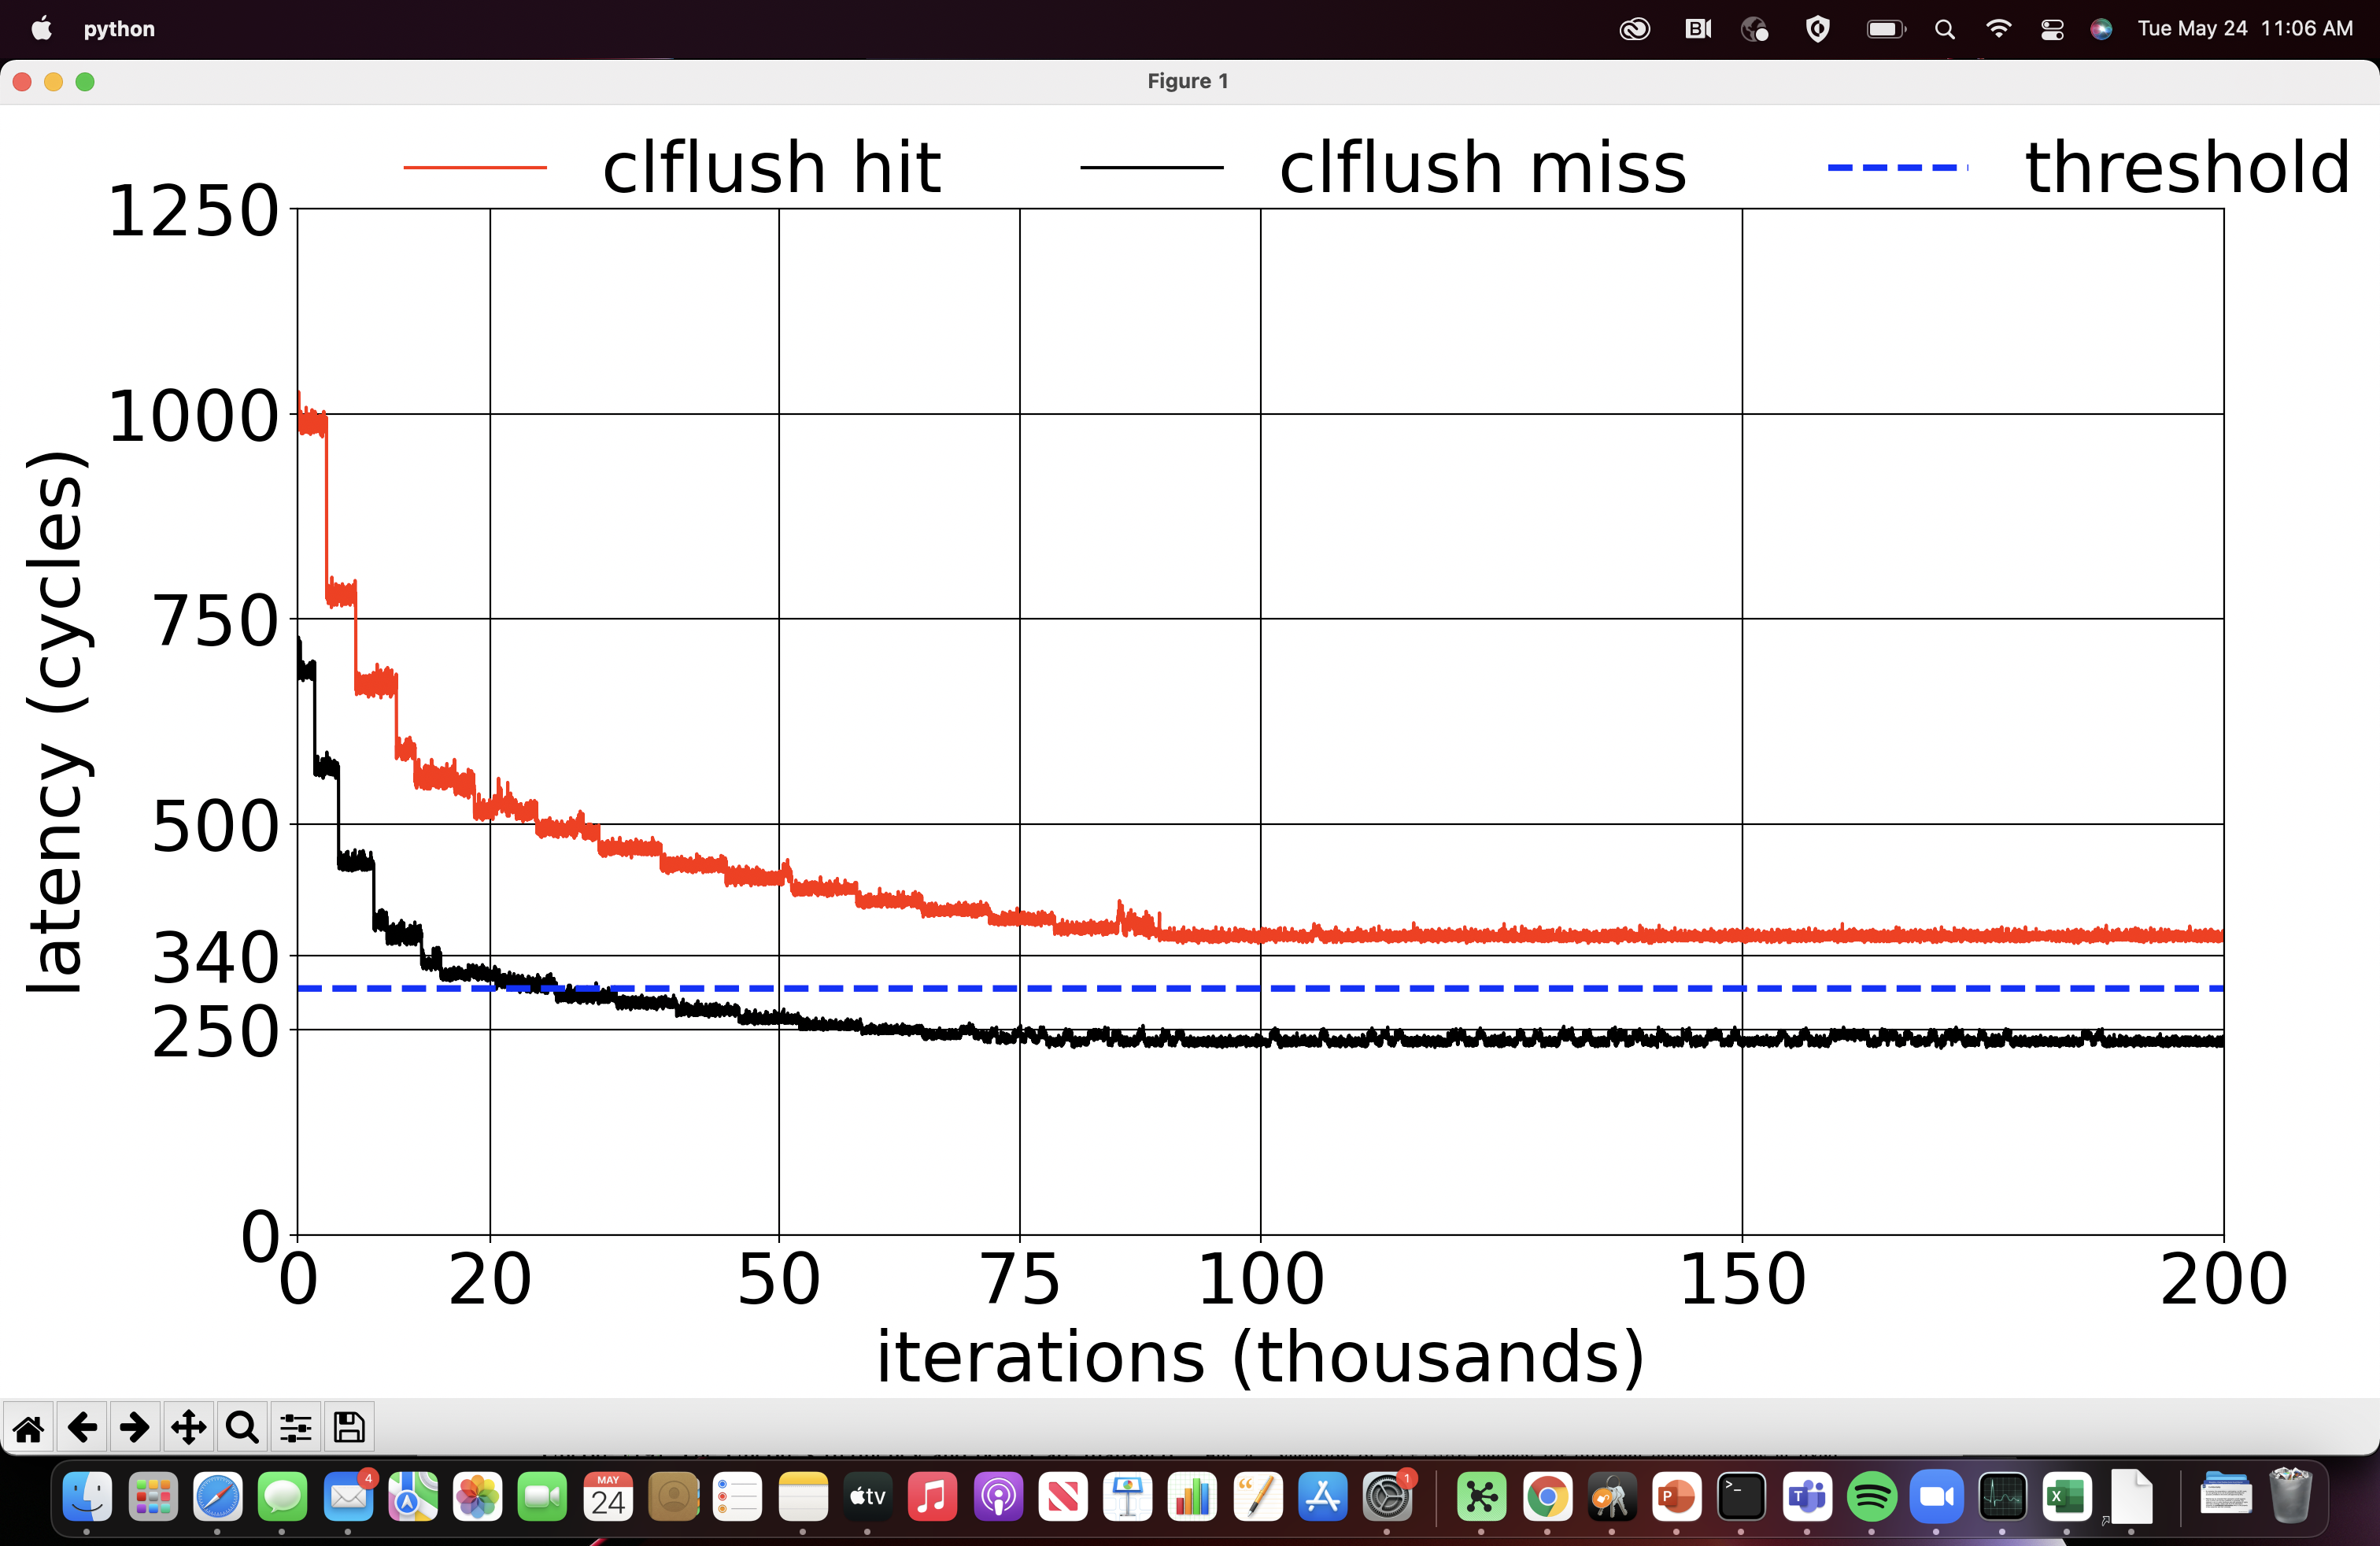 python
Tue May 24 11:06 AM
Figure 1
clflush hit clflush miss threshold
1250
1000
750
500
340
250
0
latency (cycles)
0 20 50 75 100 150 200
iterations (thousands)
4
MAY
24
tv
1
P
>_
T
X